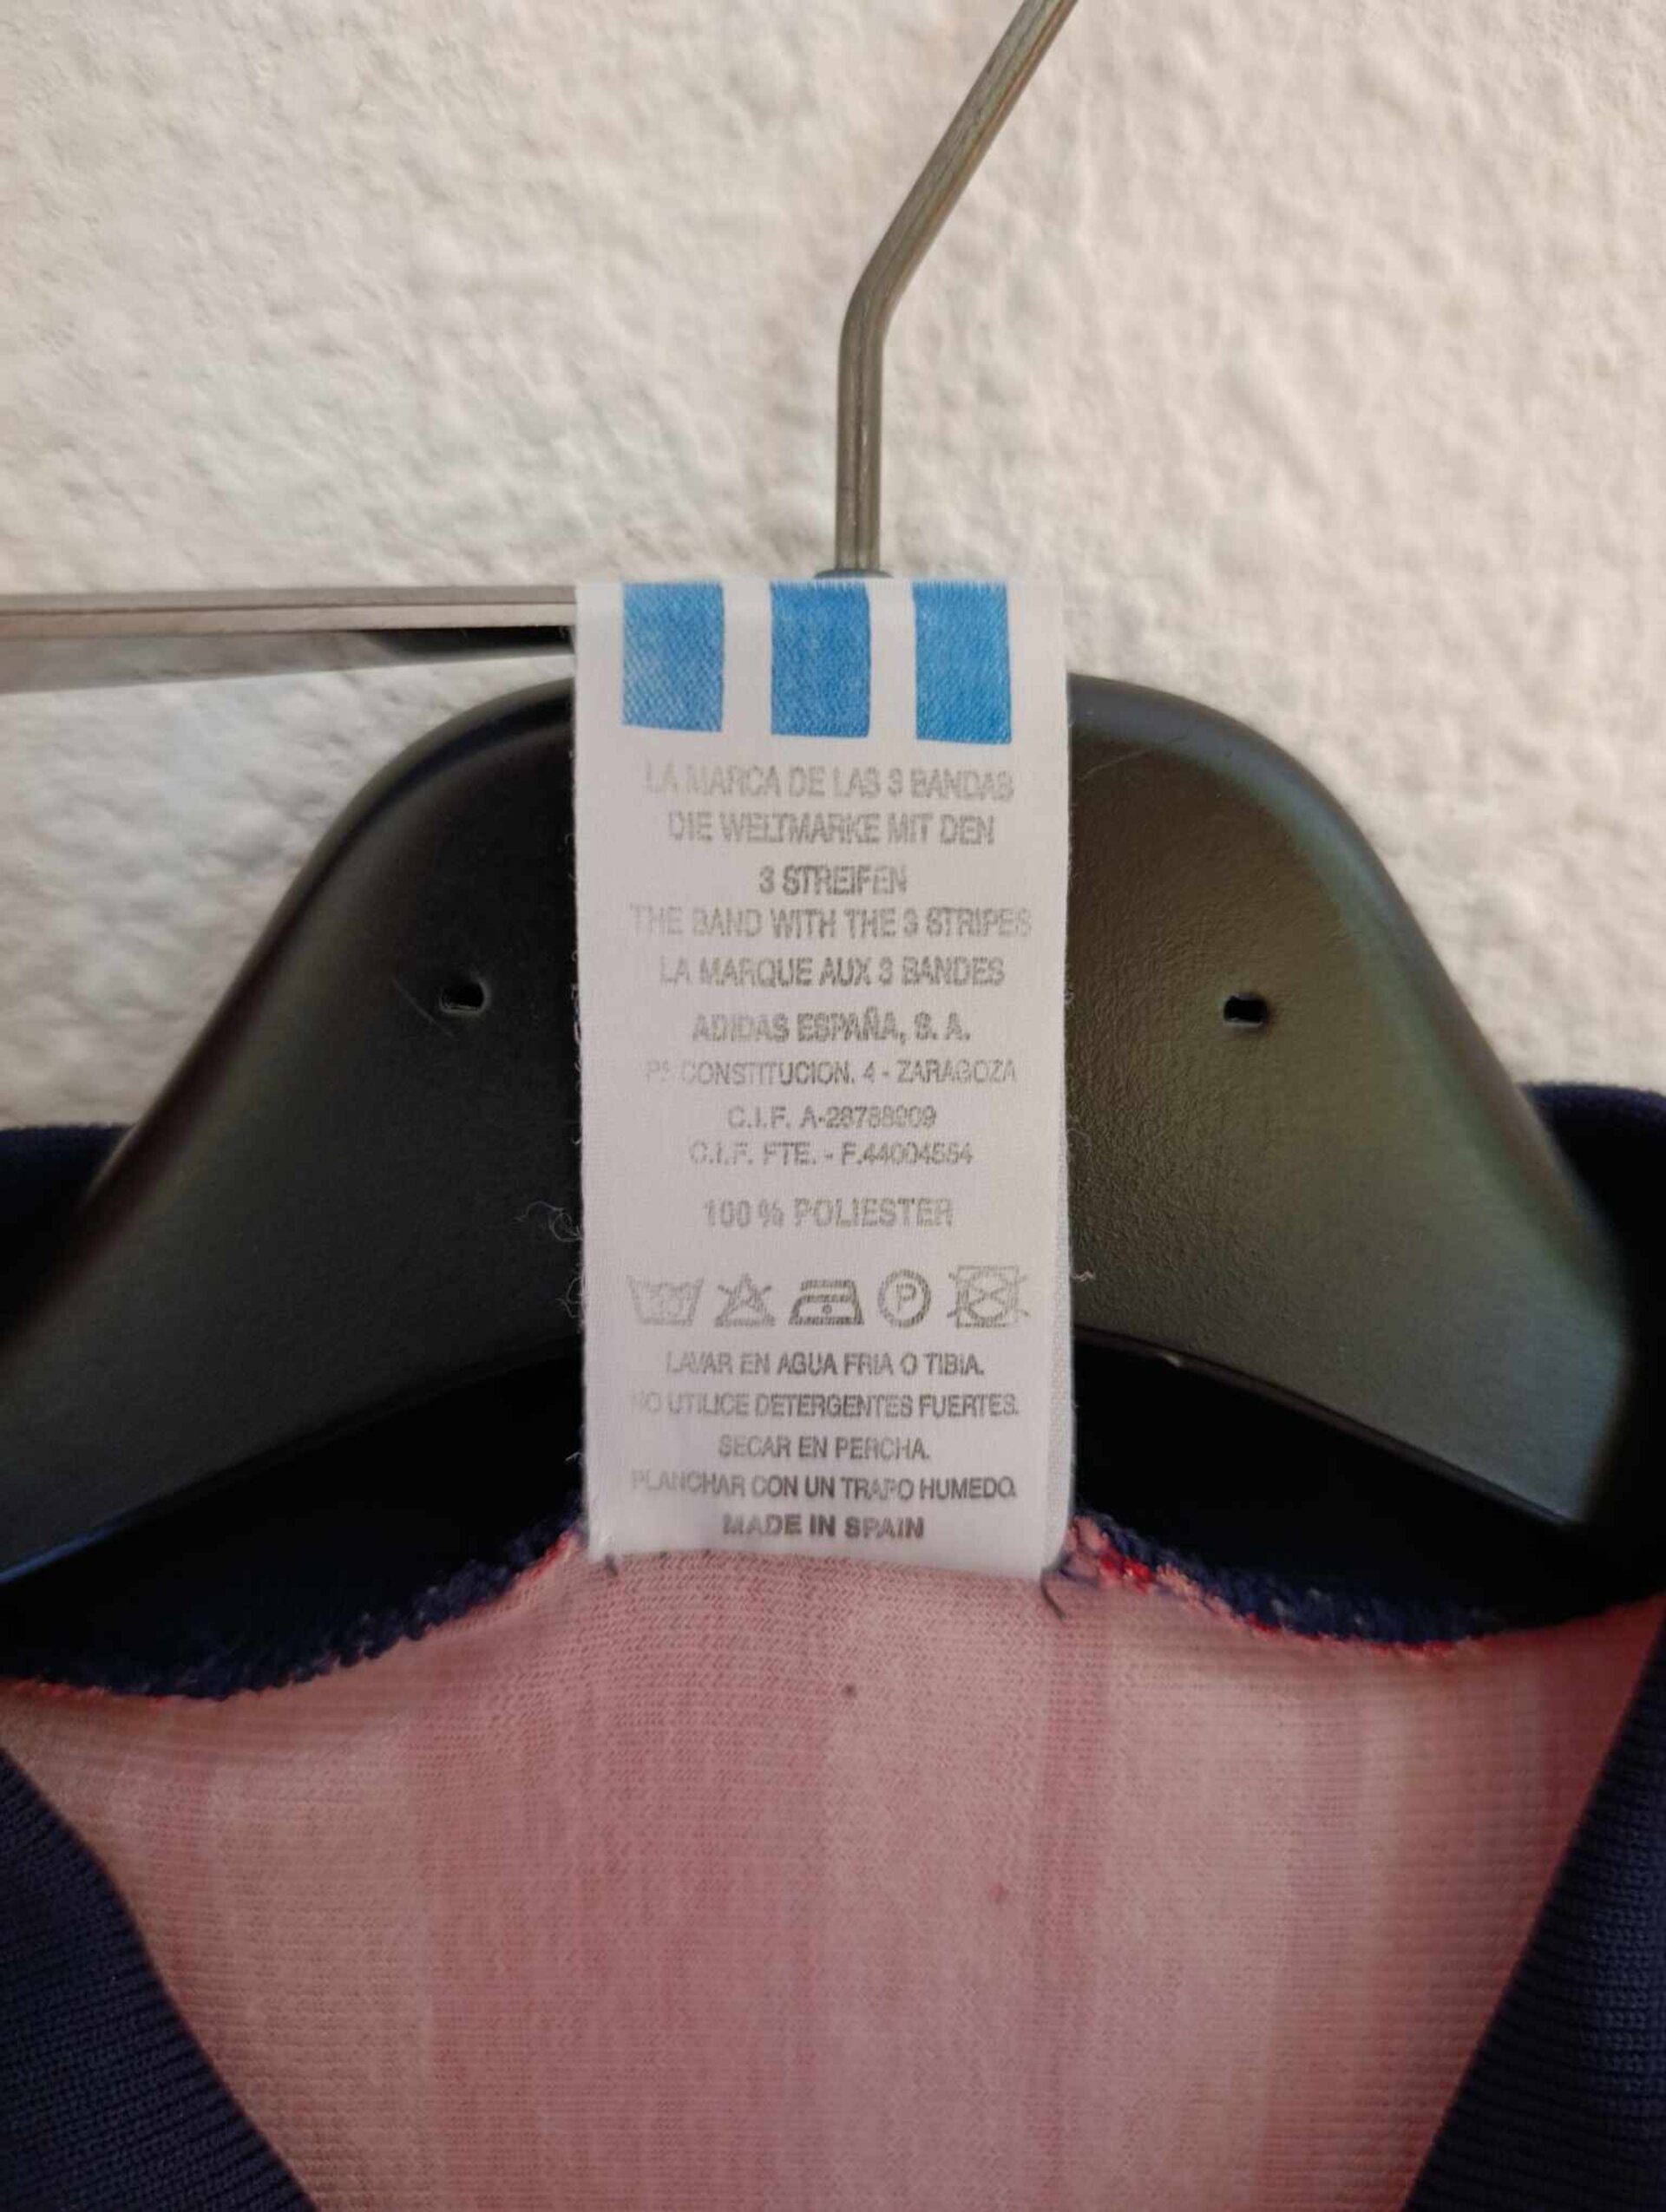 LA MARCA DE LAS 3 BANDAS
DIE WELTMARKE MIT DEN
3 STREIFEN
THE BAND WITH THE 3 STRIPES
LA MARQUE AUX 3 BANDES
ADIDAS ESPAÑA, S. A.
Pº CONSTITUCION. 4 - ZARAGOZA
C.I.F.
C.I.F. FTE. - F.44004554
100 % POLIESTER
P
LAVAR EN AGUA FRIA O TIBIA.
NO UTILICE DETERGENTES FUERTES.
SECAR EN PERCHA.
PLANCHAR CON UN TRAPO HUMEDO.
MADE IN SPAIN